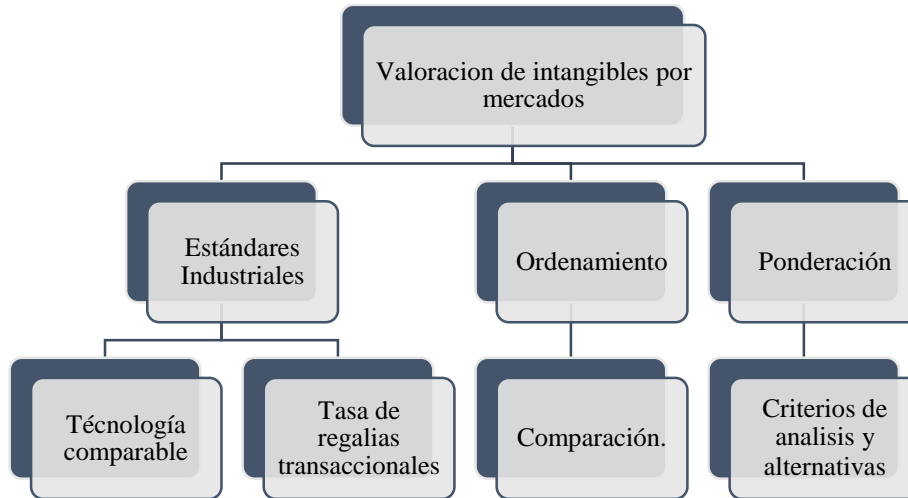 Valoracion de intangibles por
mercados
Estándares
Industriales
Ordenamiento
Ponderación
Técnología
comparable
Tasa de
regalias
transaccionales
Comparación.
Criterios de
analisis y
alternativas